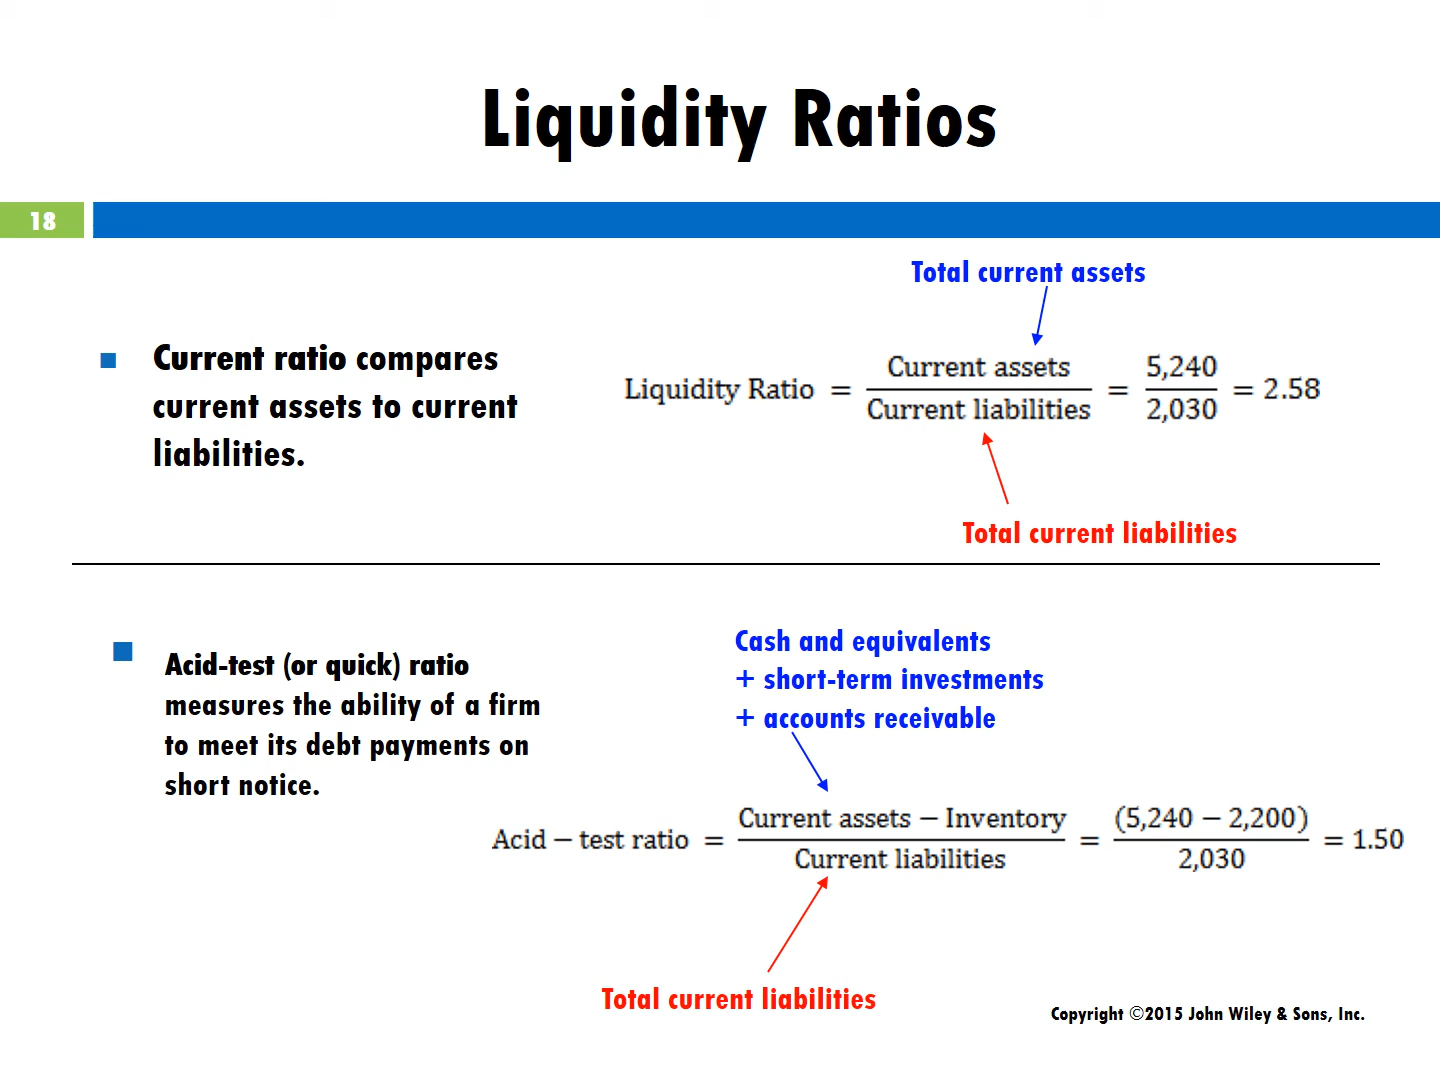 Liquidity Ratios
18
Total current assets
Current ratio compares
current assets to current
liabilities.
Liquidity Ratio = Current assets / Current liabilities = 5,240 / 2,030 = 2.58
Total current liabilities
Cash and equivalents
+ short-term investments
+ accounts receivable
Acid-test (or quick) ratio
measures the ability of a firm
to meet its debt payments on
short notice.
Acid − test ratio = Current assets − Inventory / Current liabilities = (5,240 − 2,200) / 2,030 = 1.50
Total current liabilities
Copyright ©2015 John Wiley & Sons, Inc.